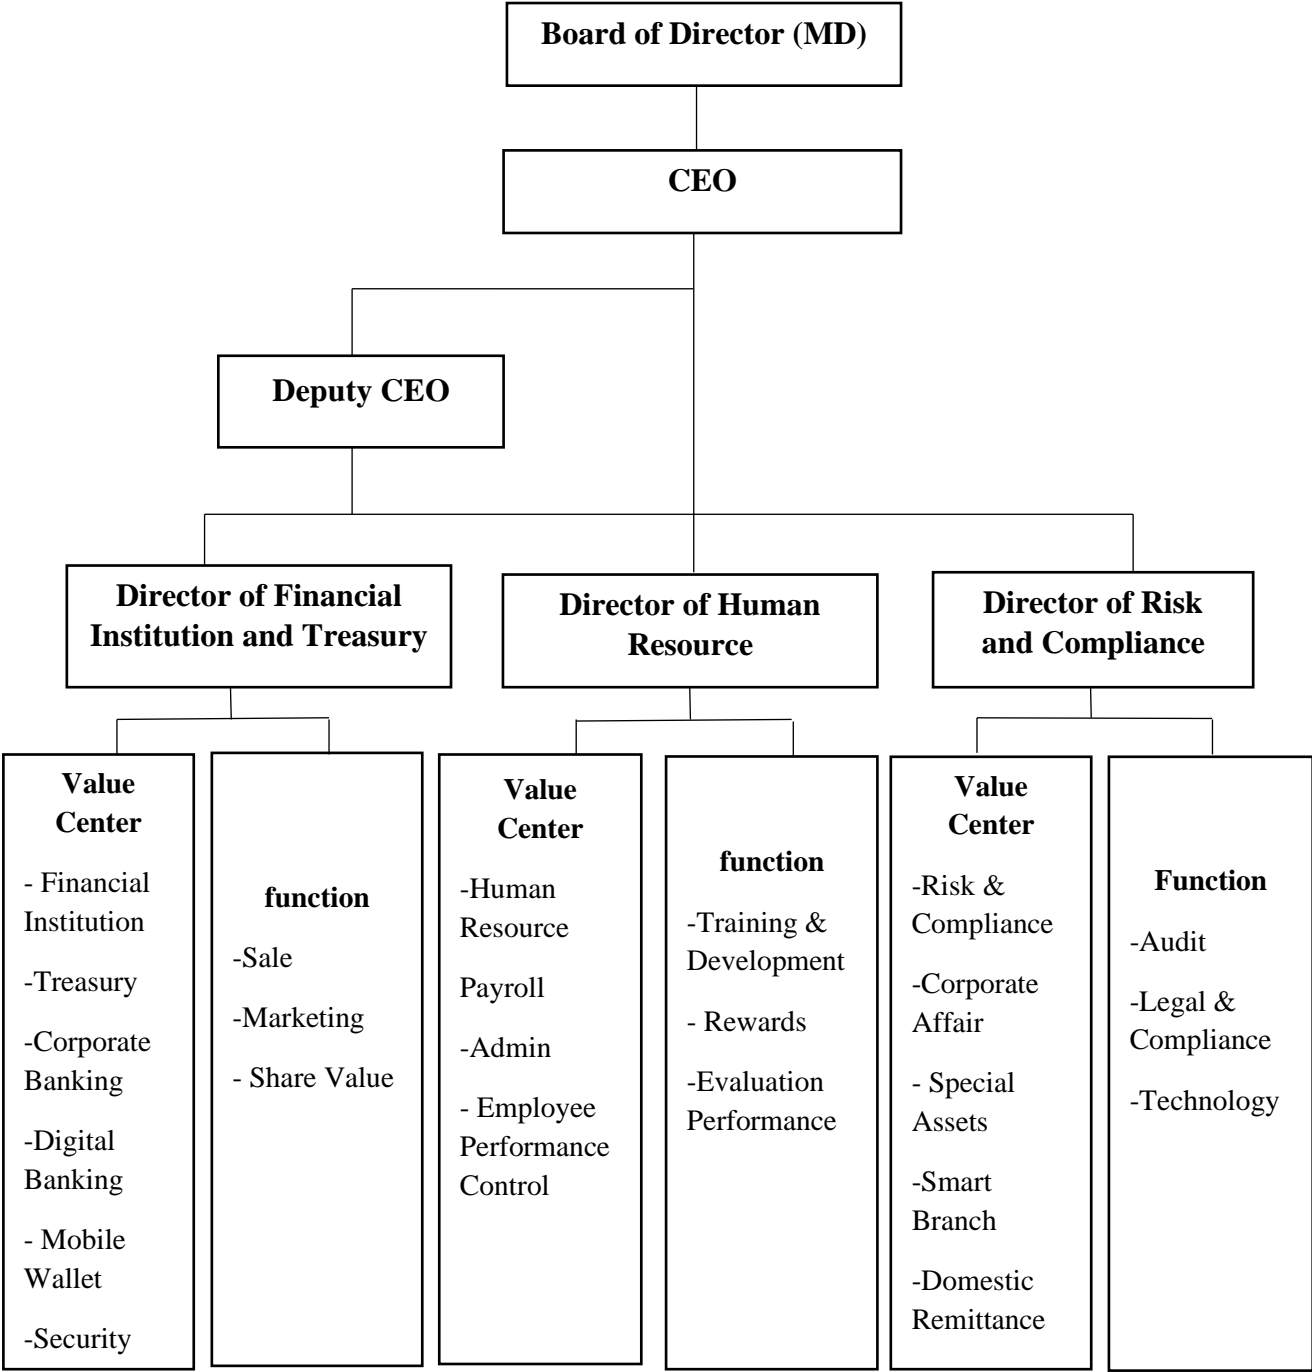 Board of Director (MD)
CEO
Deputy CEO
Director of Financial
Institution and Treasury
Director of Human
Resource
Director of Risk
and Compliance
Value
Center
- Financial
Institution
-Treasury
-Corporate
Banking
-Digital
Banking
- Mobile
Wallet
-Security
function
-Sale
-Marketing
- Share Value
Value
Center
-Human
Resource
Payroll
-Admin
- Employee
Performance
Control
function
-Training &
Development
- Rewards
-Evaluation
Performance
Value
Center
-Risk &
Compliance
-Corporate
Affair
- Special
Assets
-Smart
Branch
-Domestic
Remittance
Function
-Audit
-Legal &
Compliance
-Technology